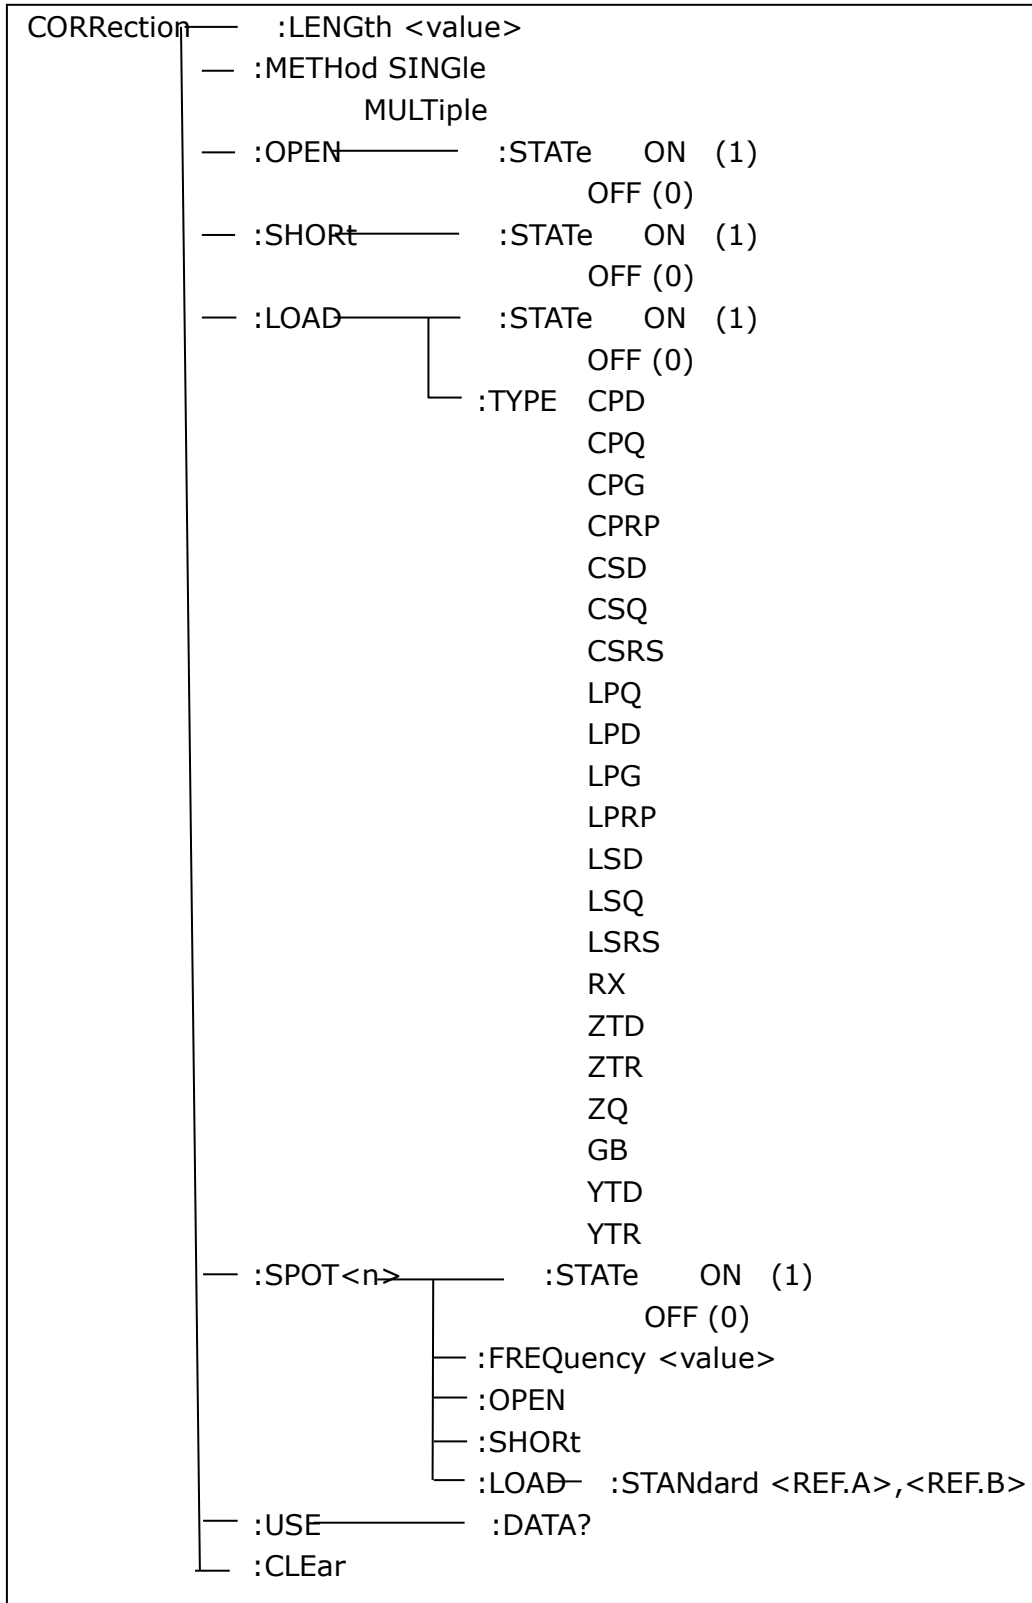 CORRection :LENGth <value>
:METHod SINGle
MULTiple
:OPEN :STATe ON (1)
OFF (0)
:SHORt :STATe ON (1)
OFF (0)
:LOAD :STATe ON (1)
OFF (0)
:TYPE CPD
CPQ
CPG
CPRP
CSD
CSQ
CSRS
LPQ
LPD
LPG
LPRP
LSD
LSQ
LSRS
RX
ZTD
ZTR
ZQ
GB
YTD
YTR
:SPOT<n> :STATe ON (1)
OFF (0)
:FREQuency <value>
:OPEN
:SHORt
:LOAD :STANdard <REF.A>,<REF.B>
:USE :DATA?
:CLEar